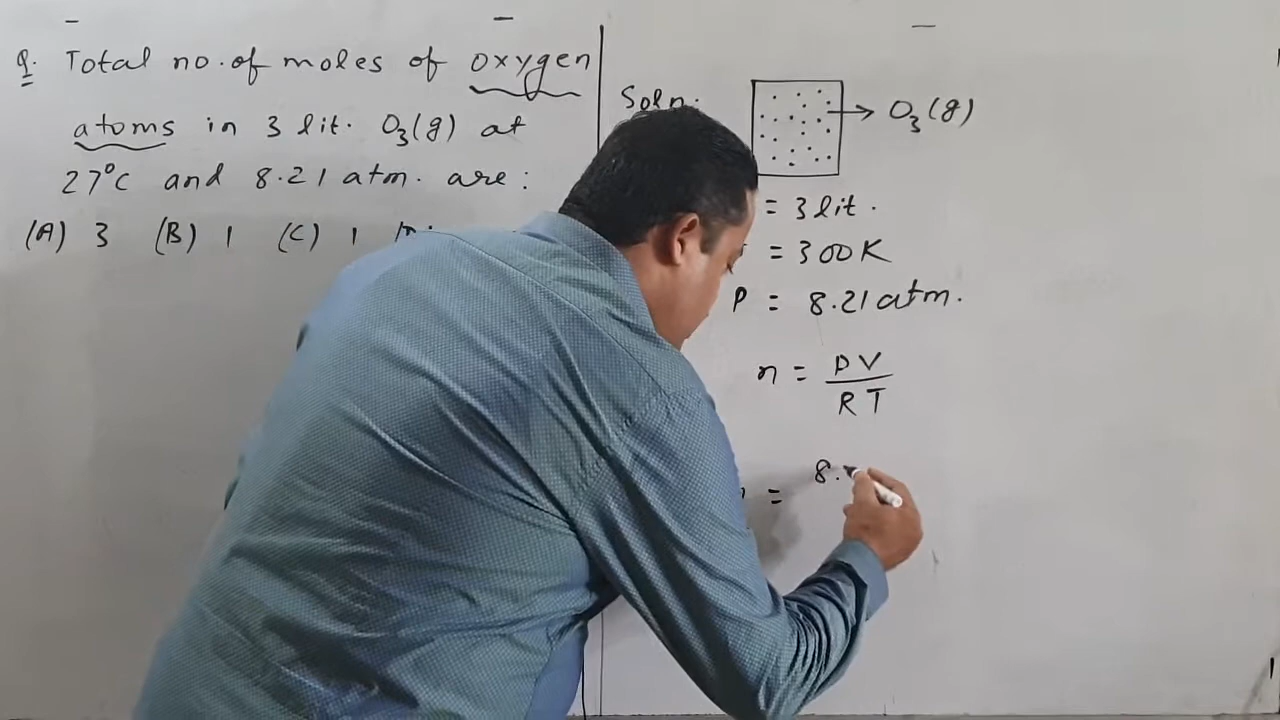 Q. Total no. of moles of oxygen
atoms in 3 lit. O₃(g) at
27°C and 8.21 atm. are:
(A) 3 (B) 1 (C) 1
Soln.
O₃(g)
= 3 lit.
= 300K
P = 8.21 atm.
n = PV
RT
= 8.